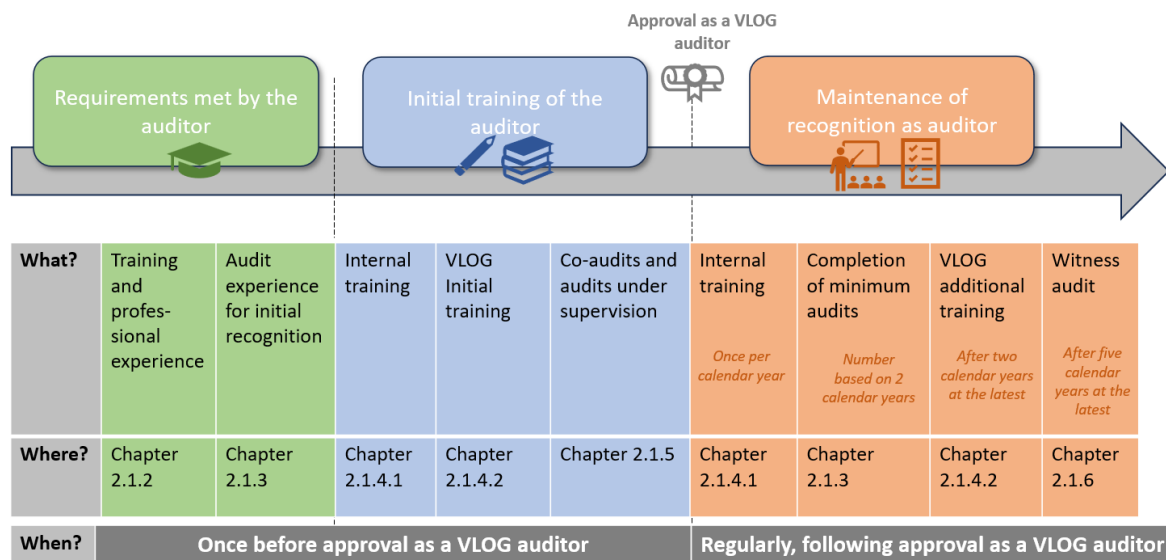 Approval as a VLOG
auditor
Requirements met by the
auditor
Initial training of the
auditor
Maintenance of
recognition as auditor
What?
Training
and
profes-
sional
experience
Audit
experience
for initial
recognition
Internal
training
VLOG
Initial
training
Co-audits and
audits under
supervision
Internal
training
Once per
calendar year
Completion
of minimum
audits
Number
based on 2
calendar years
VLOG
additional
training
After two
calendar years
at the latest
Witness
audit
After five
calendar
years at the
latest
Where?
Chapter
2.1.2
Chapter
2.1.3
Chapter
2.1.4.1
Chapter
2.1.4.2
Chapter 2.1.5
Chapter
2.1.4.1
Chapter
2.1.3
Chapter
2.1.4.2
Chapter
2.1.6
When?
Once before approval as a VLOG auditor
Regularly, following approval as a VLOG auditor